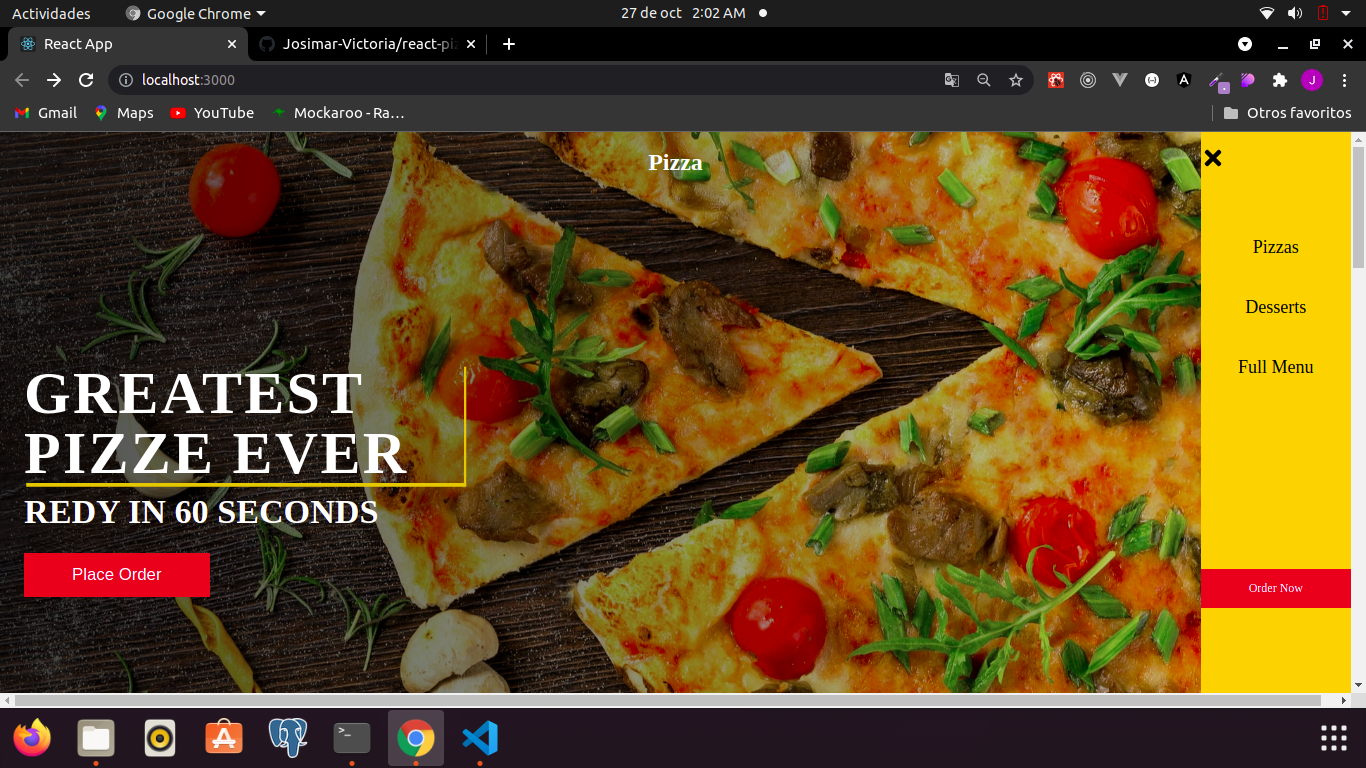 Actividades
Google Chrome
27 de oct 2:02 AM
React App
Josimar-Victoria/react-piz
localhost:3000
J
Gmail
Maps
YouTube
Mockaroo - Ra...
Otros favoritos
Pizza
Pizzas
Desserts
Full Menu
GREATEST
PIZZE EVER
REDY IN 60 SECONDS
Place Order
Order Now